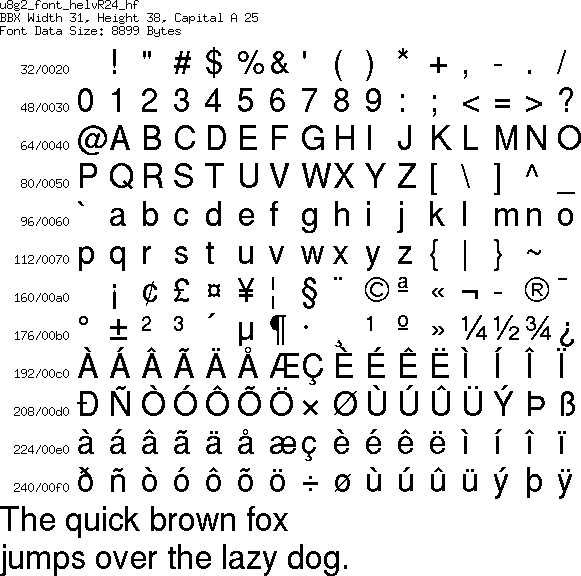 u8g2_font_helvR24_hf
BBX Width 31, Height 38, Capital A 25
Font Data Size: 8899 Bytes
32/0020 ! " # $ % & ' ( ) * + , - . /
48/0030 0 1 2 3 4 5 6 7 8 9 : ; < = > ?
64/0040 @ A B C D E F G H I J K L M N O
80/0050 P Q R S T U V W X Y Z [ \ ] ^ _
96/0060 ` a b c d e f g h i j k l m n o
112/0070 p q r s t u v w x y z { | } ~
160/00a0 ¡ ¢ £ ¤ ¥ ¦ § ¨ © ª « ¬ - ® ¯
176/00b0 ° ± ² ³ ´ µ ¶ · ¸ ¹ º » ¼ ½ ¾ ¿
192/00c0 À Á Â Ã Ä Å Æ Ç È É Ê Ë Ì Í Î Ï
208/00d0 Ð Ñ Ò Ó Ô Õ Ö × Ø Ù Ú Û Ü Ý Þ ß
224/00e0 à á â ã ä å æ ç è é ê ë ì í î ï
240/00f0 ð ñ ò ó ô õ ö ÷ ø ù ú û ü ý þ ÿ
The quick brown fox
jumps over the lazy dog.